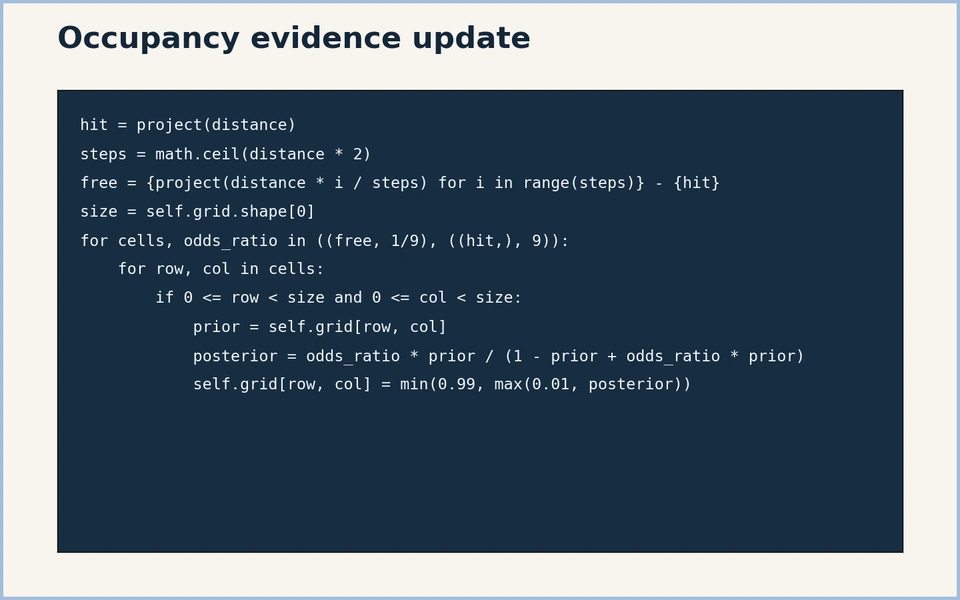 Occupancy evidence update
hit = project(distance)
steps = math.ceil(distance * 2)
free = {project(distance * i / steps) for i in range(steps)} - {hit}
size = self.grid.shape[0]
for cells, odds_ratio in ((free, 1/9), ((hit,), 9)):
    for row, col in cells:
        if 0 <= row < size and 0 <= col < size:
            prior = self.grid[row, col]
            posterior = odds_ratio * prior / (1 - prior + odds_ratio * prior)
            self.grid[row, col] = min(0.99, max(0.01, posterior))